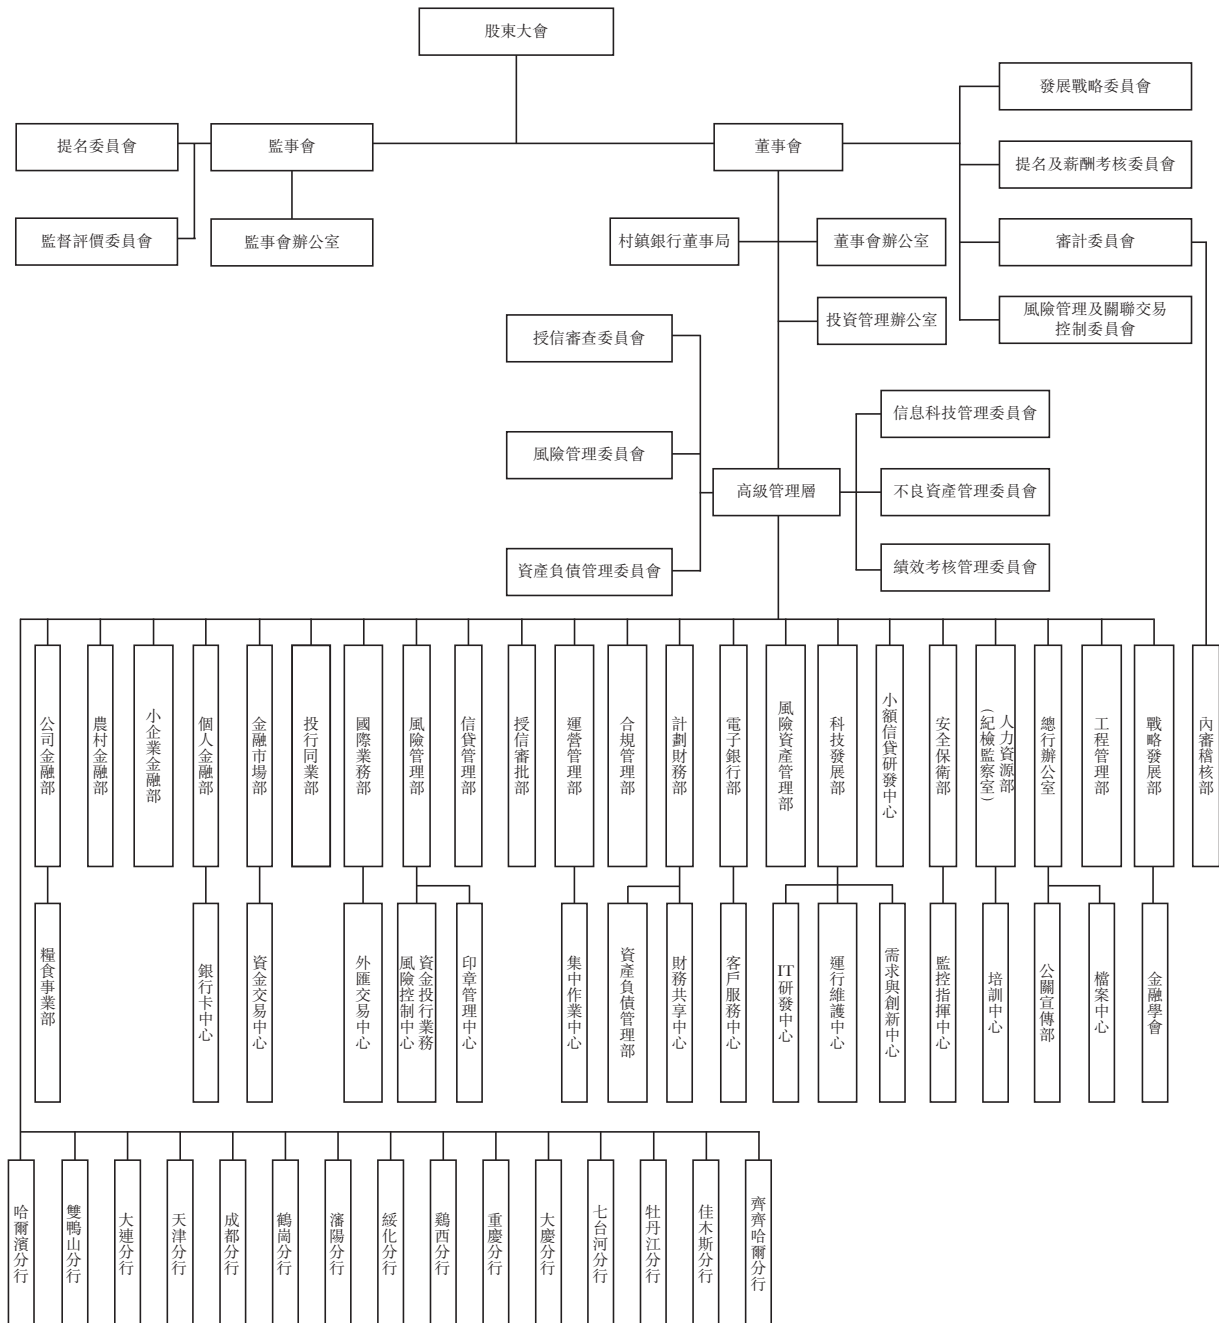 股東大會
發展戰略委員會
提名委員會
監事會
董事會
提名及薪酬考核委員會
監督評價委員會
監事會辦公室
村鎮銀行董事局
董事會辦公室
審計委員會
投資管理辦公室
風險管理及關聯交易
控制委員會
授信審查委員會
信息科技管理委員會
風險管理委員會
高級管理層
不良資產管理委員會
資產負債管理委員會
績效考核管理委員會
公司金融部
農村金融部
小企業金融部
個人金融部
金融市場部
投行同業部
國際業務部
風險管理部
信貸管理部
授信審批部
運營管理部
合規管理部
計劃財務部
電子銀行部
風險資產管理部
科技發展部
小額信貸研發中心
安全保衛部
人力資源部
(紀檢監察室)
總行辦公室
工程管理部
戰略發展部
內審稽核部
糧食事業部
銀行卡中心
資金交易中心
外匯交易中心
資金投行業務
風險控制中心
印章管理中心
集中作業中心
資產負債管理部
財務共享中心
客戶服務中心
IT研發中心
運行維護中心
需求與創新中心
監控指揮中心
培訓中心
公關宣傳部
檔案中心
金融學會
哈爾濱分行
雙鴨山分行
大連分行
天津分行
成都分行
鶴崗分行
瀋陽分行
綏化分行
鷄西分行
重慶分行
大慶分行
七台河分行
牡丹江分行
佳木斯分行
齊齊哈爾分行